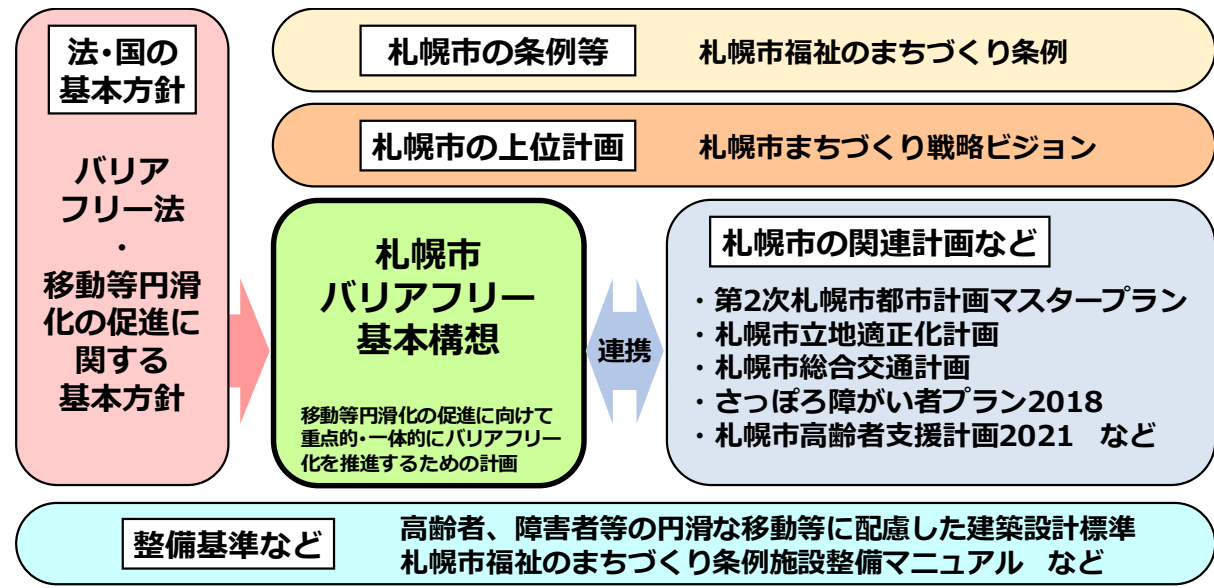 法・国の
基本方針
バリア
フリー法
・
移動等円滑
化の促進に
関する
基本方針
札幌市の条例等 札幌市福祉のまちづくり条例
札幌市の上位計画 札幌市まちづくり戦略ビジョン
札幌市
バリアフリー
基本構想
移動等円滑化の促進に向けて
重点的・一体的にバリアフリー
化を推進するための計画
連携
札幌市の関連計画など
・第2次札幌市都市計画マスタープラン
・札幌市立地適正化計画
・札幌市総合交通計画
・さっぽろ障がい者プラン2018
・札幌市高齢者支援計画2021 など
整備基準など
高齢者、障害者等の円滑な移動等に配慮した建築設計標準
札幌市福祉のまちづくり条例施設整備マニュアル など